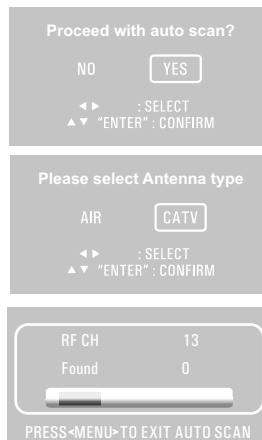 Proceed with auto scan?
NO YES
◄ ► : SELECT
▲ ▼ "ENTER" : CONFIRM
Please select Antenna type
AIR CATV
◄ ► : SELECT
▲ ▼ "ENTER" : CONFIRM
RF CH 13
Found 0
PRESS<MENU>TO EXIT AUTO SCAN